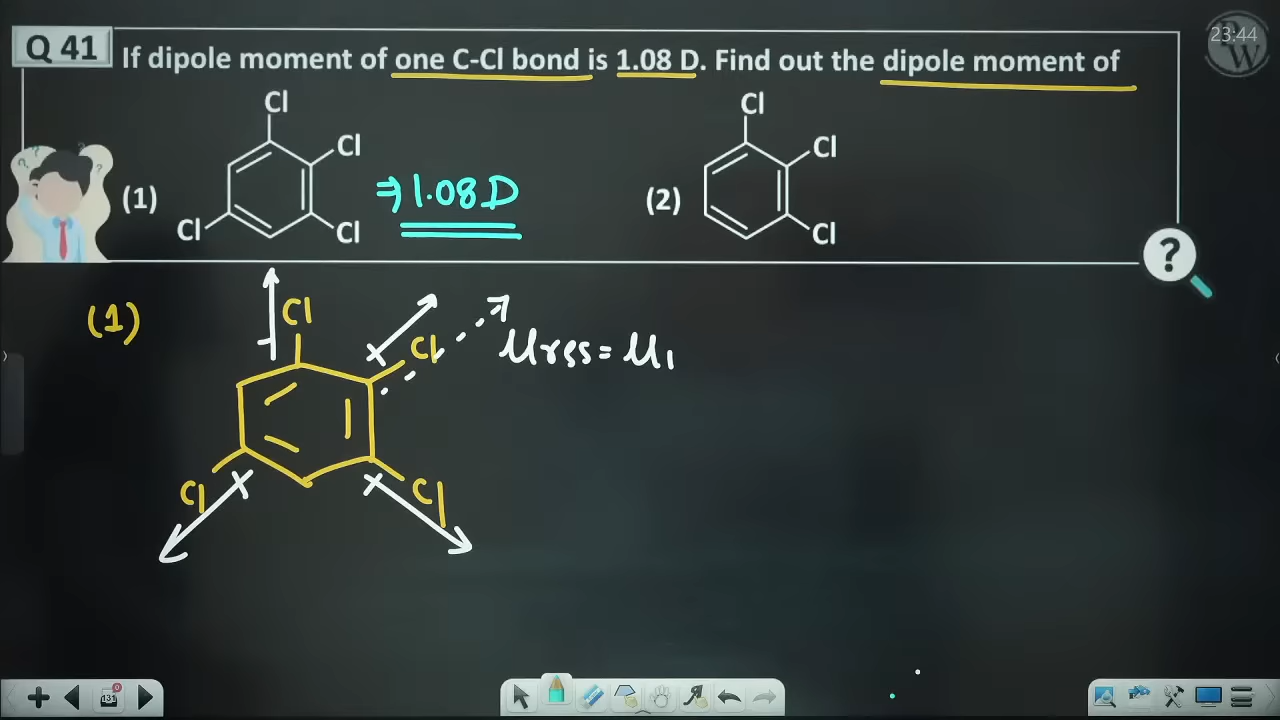 23:44
Q 41 If dipole moment of one C-Cl bond is 1.08 D. Find out the dipole moment of
Cl Cl
Cl Cl
(1) ⇒ 1.08 D (2)
Cl Cl Cl
(1)
Cl
Cl μres = μ1
Cl Cl
131